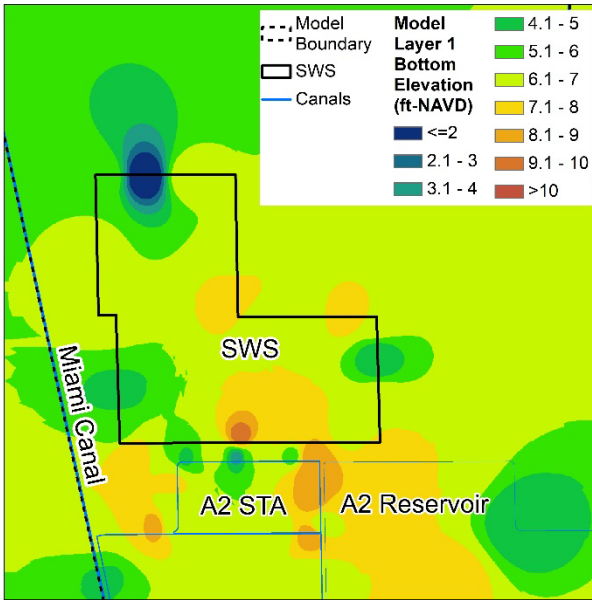 Model
Boundary
SWS
Canals
Model
Layer 1
Bottom
Elevation
(ft-NAVD)
<=2
2.1 - 3
3.1 - 4
4.1 - 5
5.1 - 6
6.1 - 7
7.1 - 8
8.1 - 9
9.1 - 10
>10
SWS
Miami Canal
A2 STA
A2 Reservoir